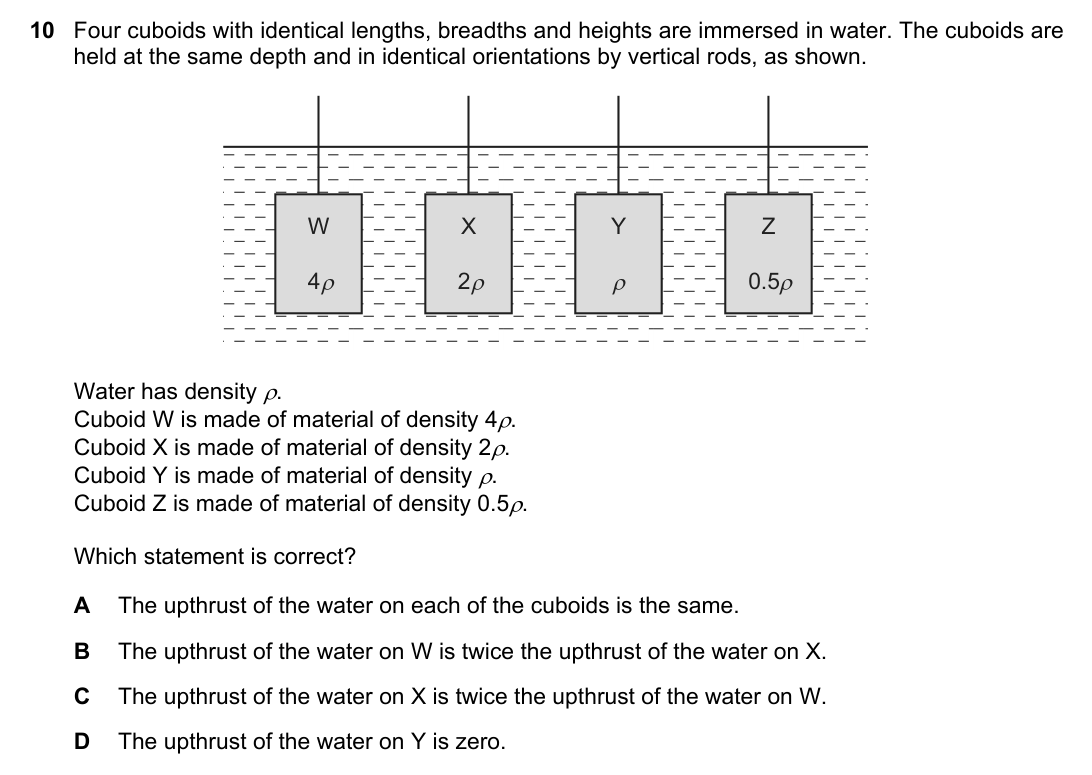 10 Four cuboids with identical lengths, breadths and heights are immersed in water. The cuboids are
held at the same depth and in identical orientations by vertical rods, as shown.
W X Y Z
4ρ 2ρ ρ 0.5ρ
Water has density ρ.
Cuboid W is made of material of density 4ρ.
Cuboid X is made of material of density 2ρ.
Cuboid Y is made of material of density ρ.
Cuboid Z is made of material of density 0.5ρ.
Which statement is correct?
A The upthrust of the water on each of the cuboids is the same.
B The upthrust of the water on W is twice the upthrust of the water on X.
C The upthrust of the water on X is twice the upthrust of the water on W.
D The upthrust of the water on Y is zero.